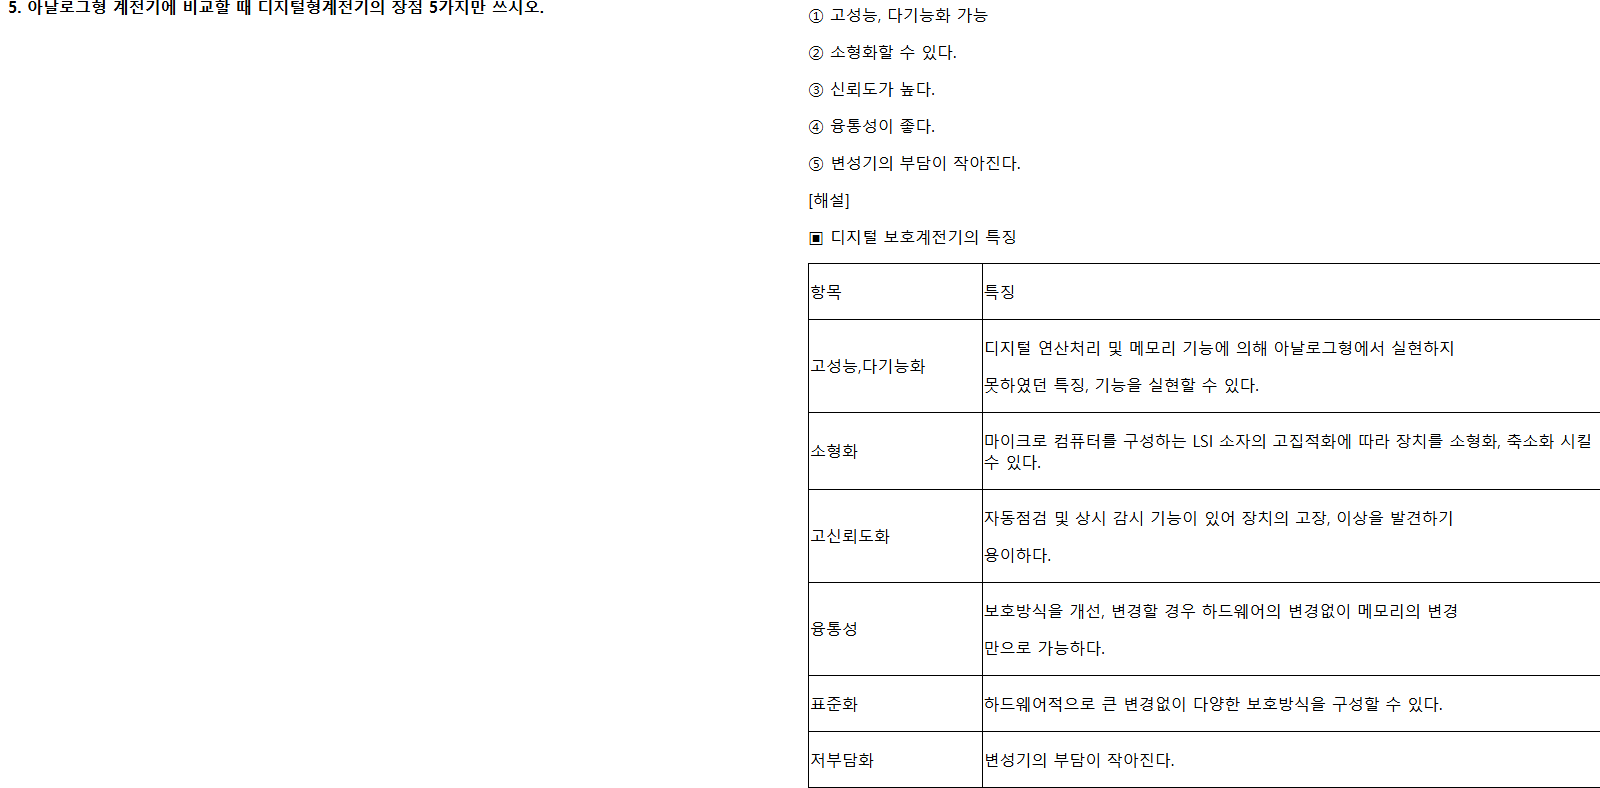 5. 아날로그형 계전기에 비교할 때 디지털형계전기의 장점 5가지만 쓰시오.
① 고성능, 다기능화 가능
② 소형화할 수 있다.
③ 신뢰도가 높다.
④ 융통성이 좋다.
⑤ 변성기의 부담이 작아진다.
[해설]
▣ 디지털 보호계전기의 특징
항목 특징
고성능,다기능화 디지털 연산처리 및 메모리 기능에 의해 아날로그형에서 실현하지
못하였던 특징, 기능을 실현할 수 있다.
소형화 마이크로 컴퓨터를 구성하는 LSI 소자의 고집적화에 따라 장치를 소형화, 축소화 시킬
수 있다.
고신뢰도화 자동점검 및 상시 감시 기능이 있어 장치의 고장, 이상을 발견하기
용이하다.
융통성 보호방식을 개선, 변경할 경우 하드웨어의 변경없이 메모리의 변경
만으로 가능하다.
표준화 하드웨어적으로 큰 변경없이 다양한 보호방식을 구성할 수 있다.
저부담화 변성기의 부담이 작아진다.